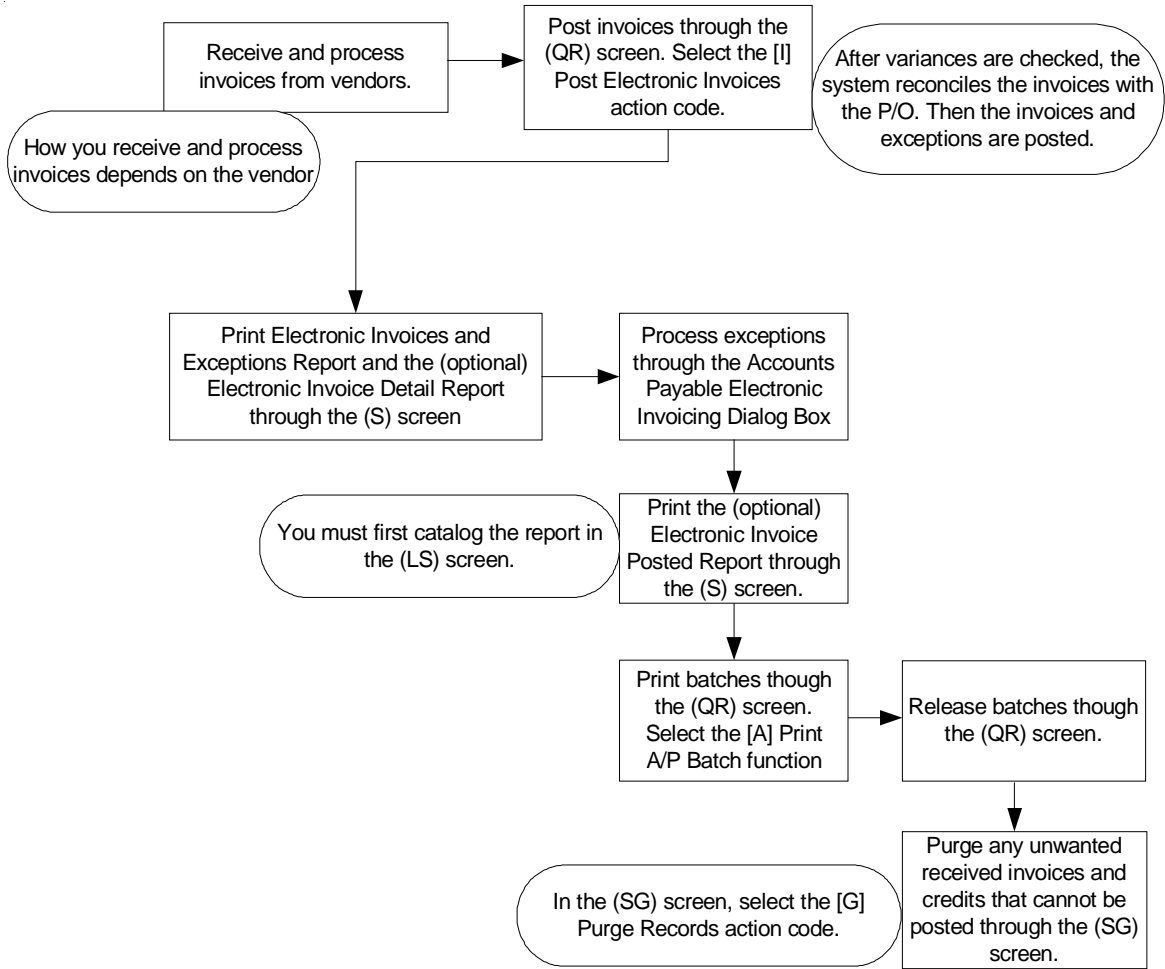 Receive and process
invoices from vendors.
How you receive and process
invoices depends on the vendor
Post invoices through the
(QR) screen. Select the [I]
Post Electronic Invoices
action code.
After variances are checked, the
system reconciles the invoices with
the P/O. Then the invoices and
exceptions are posted.
Print Electronic Invoices and
Exceptions Report and the (optional)
Electronic Invoice Detail Report
through the (S) screen
Process exceptions
through the Accounts
Payable Electronic
Invoicing Dialog Box
You must first catalog the report in
the (LS) screen.
Print the (optional)
Electronic Invoice
Posted Report through
the (S) screen.
Print batches though
the (QR) screen.
Select the [A] Print
A/P Batch function
Release batches though
the (QR) screen.
In the (SG) screen, select the [G]
Purge Records action code.
Purge any unwanted
received invoices and
credits that cannot be
posted through the (SG)
screen.